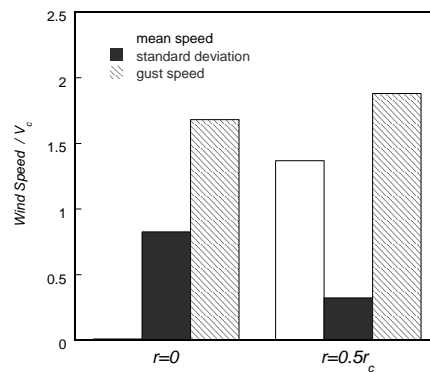 mean speed
standard deviation
gust speed
2.5
2
1.5
1
0.5
0
Wind Speed / V_c
r=0
r=0.5r_c